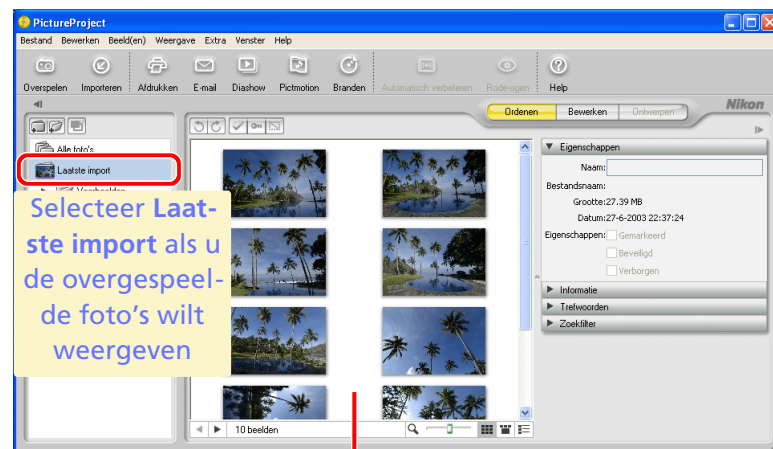 PictureProject
Bestand Bewerken Beeld(en) Weergave Extra Venster Help
Overspelen Importeren Afdrukken E-mail Diashow Pictmotion Branden Automatisch verbeteren Rode-ogen Help
Ordenen Bewerken Ontwerpen Nikon
Alle foto's
Laatste import
Voorbeelden
Selecteer Laat-
ste import als u
de overgespeel-
de foto's wilt
weergeven
Eigenschappen
Naam:
Bestandsnaam:
Grootte:27.39 MB
Datum:27-6-2003 22:37:24
Eigenschappen: Gemarkeerd
Beveiligd
Verborgen
Informatie
Trefwoorden
Zoekfilter
10 beelden